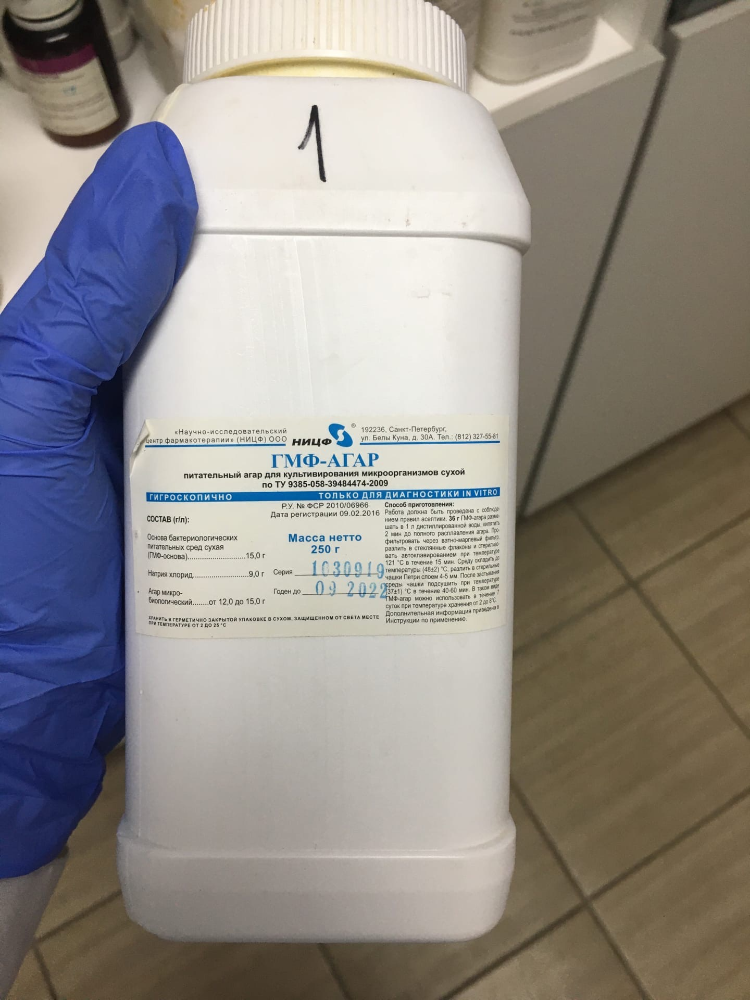 1
«Научно-исследовательский
центр фармакотерапии» (НИЦФ) ООО
НИЦФ ®
192236, Санкт-Петербург,
ул. Белы Куна, д. 30А. Тел.: (812) 327-55-81
ГМФ-АГАР
питательный агар для культивирования микроорганизмов сухой
по ТУ 9385-058-39484474-2009
ГИГРОСКОПИЧНО
ТОЛЬКО ДЛЯ ДИАГНОСТИКИ IN VITRO
СОСТАВ (г/л):
Основа бактериологических
питательных сред сухая
(ГМФ-основа)..........................15,0 г
Натрия хлорид.........................9,0 г
Агар микро-
биологический........от 12,0 до 15,0 г
Р.У. № ФСР 2010/06966
Дата регистрации 09.02.2016
Масса нетто
250 г
Серия 1030919
Годен до 09 2022
Способ приготовления:
Работа должна быть проведена с соблюде-
нием правил асептики. 36 г ГМФ-агара разме-
шать в 1 л дистиллированной воды, кипятить
2 мин до полного расплавления агара. Про-
фильтровать через ватно-марлевый фильтр,
разлить в стеклянные флаконы и стерилизо-
вать автоклавированием при температуре
121 °С в течение 15 мин. Среду охладить до
температуры (48±2) °С, разлить в стерильные
чашки Петри слоем 4-5 мм. После застывания
среды чашки подсушить при температуре
(37±1) °С в течение 40-60 мин. В таком виде
ГМФ-агар можно использовать в течение 7
суток при температуре хранения от 2 до 8°С.
Дополнительная информация приведена в
Инструкции по применению.
ХРАНИТЬ В ГЕРМЕТИЧНО ЗАКРЫТОЙ УПАКОВКЕ В СУХОМ, ЗАЩИЩЕННОМ ОТ СВЕТА МЕСТЕ
ПРИ ТЕМПЕРАТУРЕ ОТ 2 ДО 25 °С